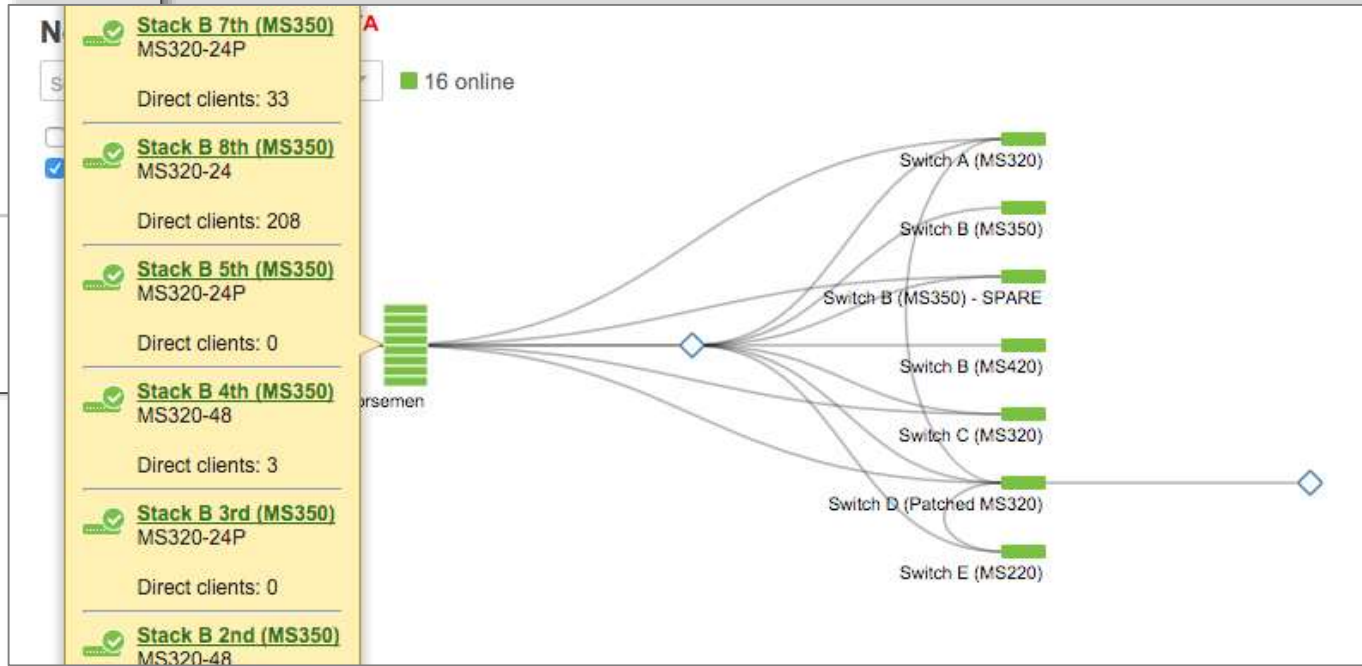 Stack B 7th (MS350)
MS320-24P
Direct clients: 33
Stack B 8th (MS350)
MS320-24
Direct clients: 208
Stack B 5th (MS350)
MS320-24P
Direct clients: 0
Stack B 4th (MS350)
MS320-48
Direct clients: 3
Stack B 3rd (MS350)
MS320-24P
Direct clients: 0
Stack B 2nd (MS350)
MS320-48
16 online
Switch A (MS320)
Switch B (MS350)
Switch B (MS350) - SPARE
Switch B (MS420)
Switch C (MS320)
Switch D (Patched MS320)
Switch E (MS220)